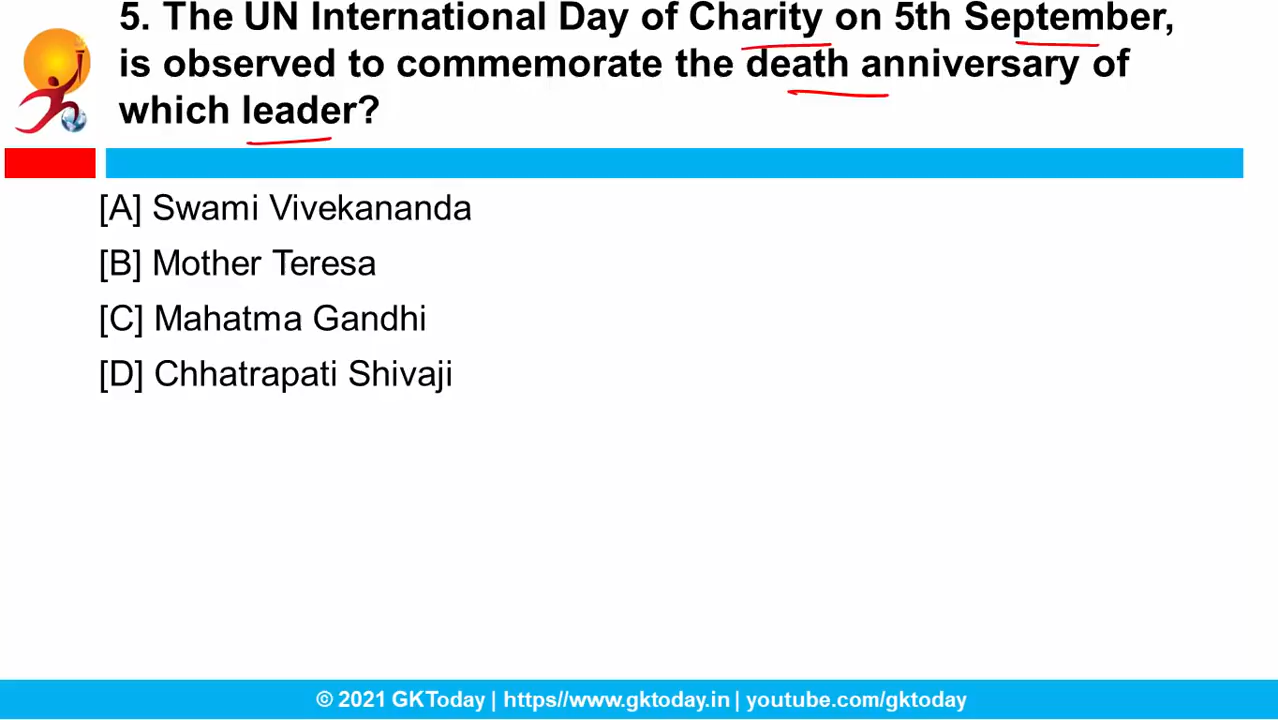 5. The UN International Day of Charity on 5th September,
is observed to commemorate the death anniversary of
which leader?
[A] Swami Vivekananda
[B] Mother Teresa
[C] Mahatma Gandhi
[D] Chhatrapati Shivaji
© 2021 GKToday | https//www.gktoday.in | youtube.com/gktoday